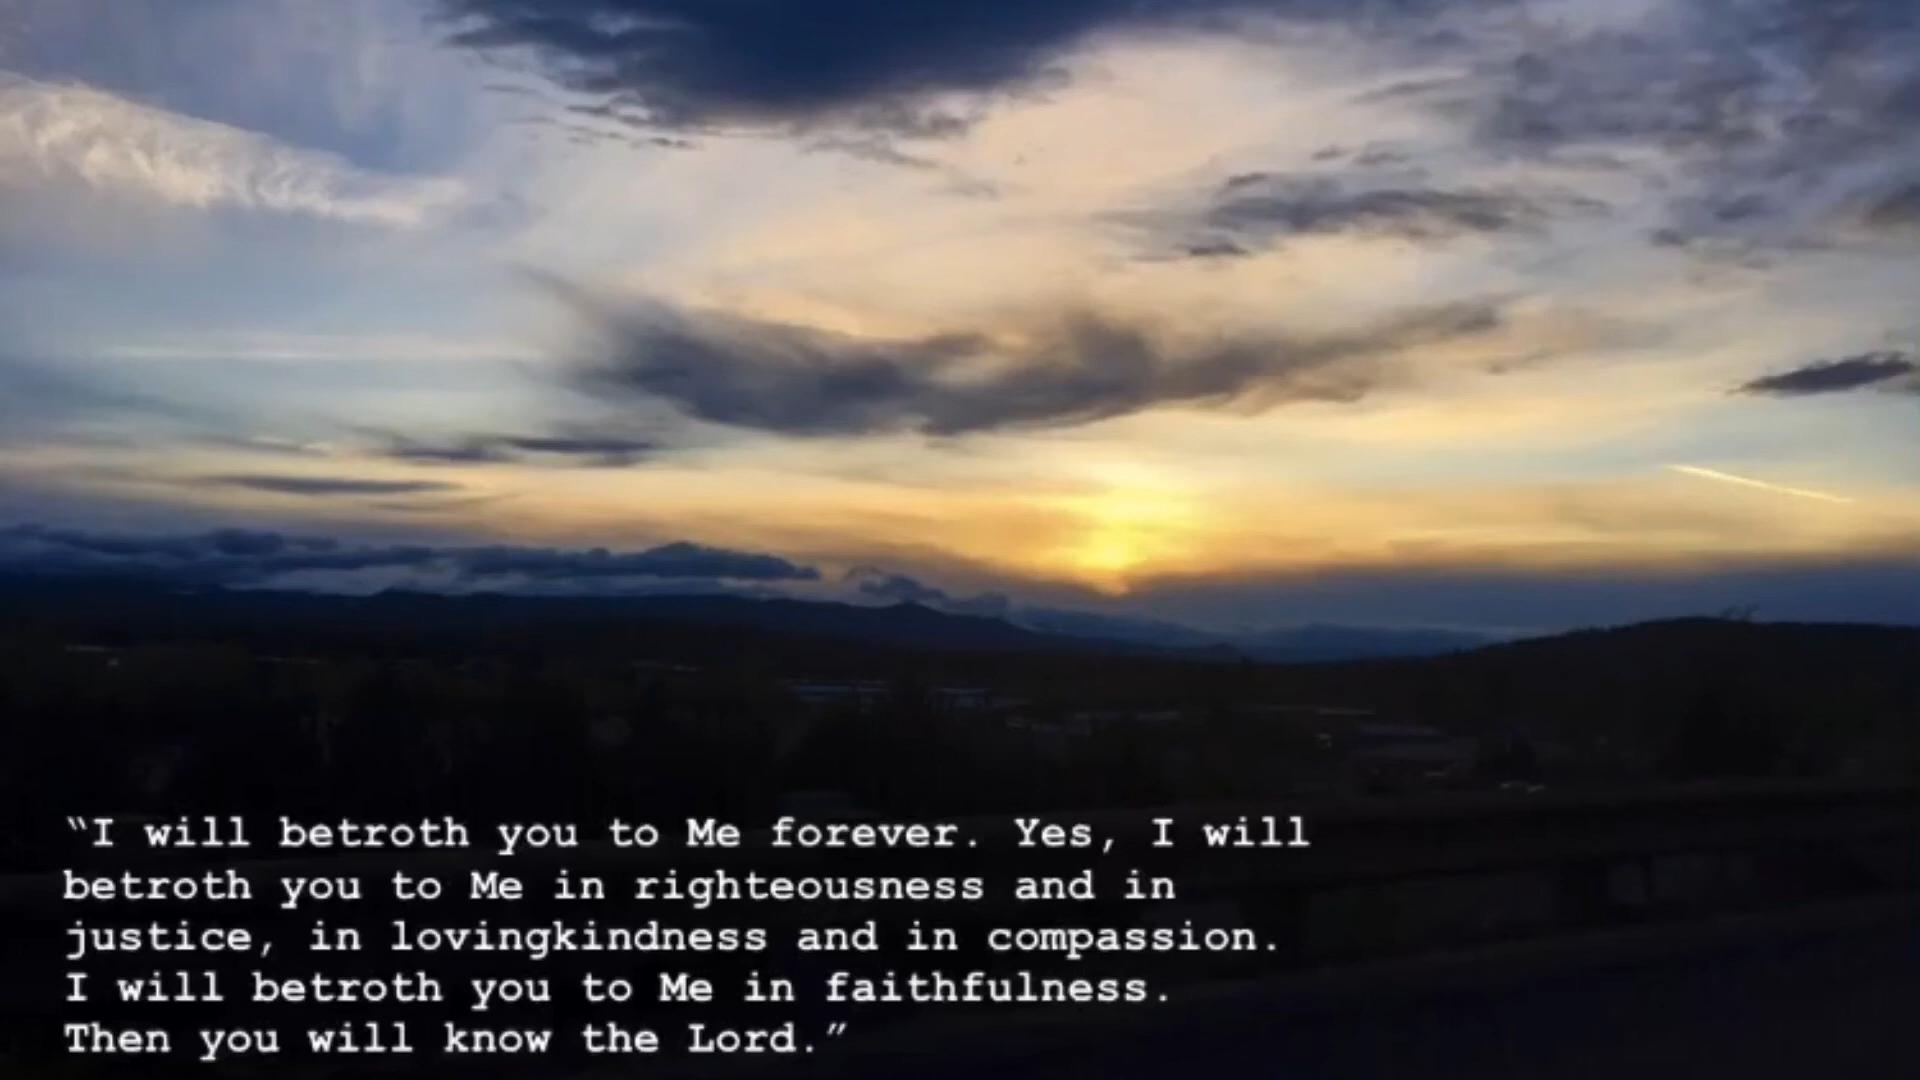 “I will betroth you to Me forever. Yes, I will
betroth you to Me in righteousness and in
justice, in lovingkindness and in compassion.
I will betroth you to Me in faithfulness.
Then you will know the Lord.”